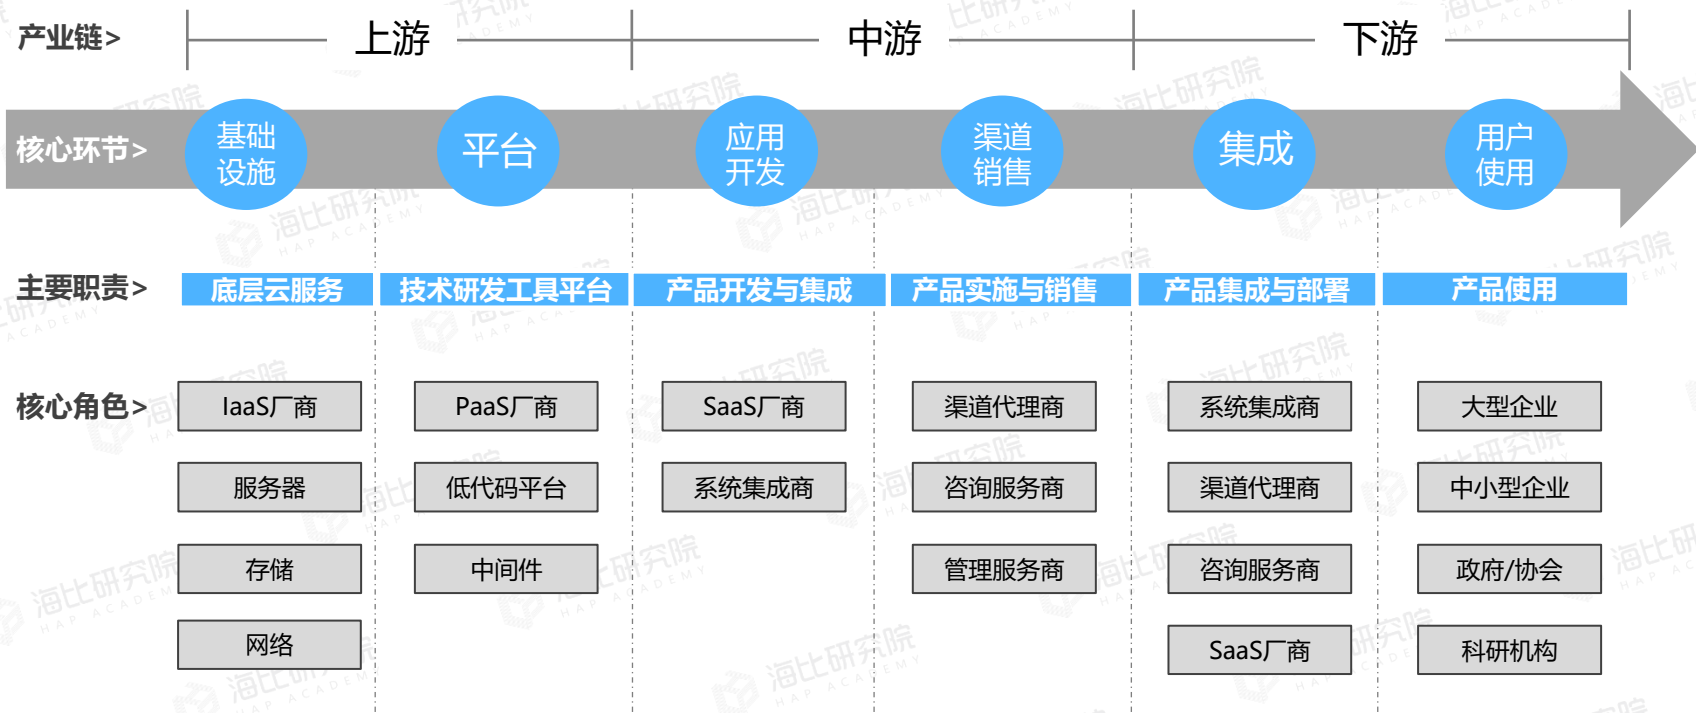 产业链>
上游
中游
下游
核心环节>
基础
设施
平台
应用
开发
渠道
销售
集成
用户
使用
主要职责>
底层云服务
技术研发工具平台
产品开发与集成
产品实施与销售
产品集成与部署
产品使用
核心角色>
IaaS厂商
PaaS厂商
SaaS厂商
渠道代理商
系统集成商
大型企业
服务器
低代码平台
系统集成商
咨询服务商
渠道代理商
中小型企业
存储
中间件
管理服务商
咨询服务商
政府/协会
网络
SaaS厂商
科研机构
海比研究院
HAP ACADEMY